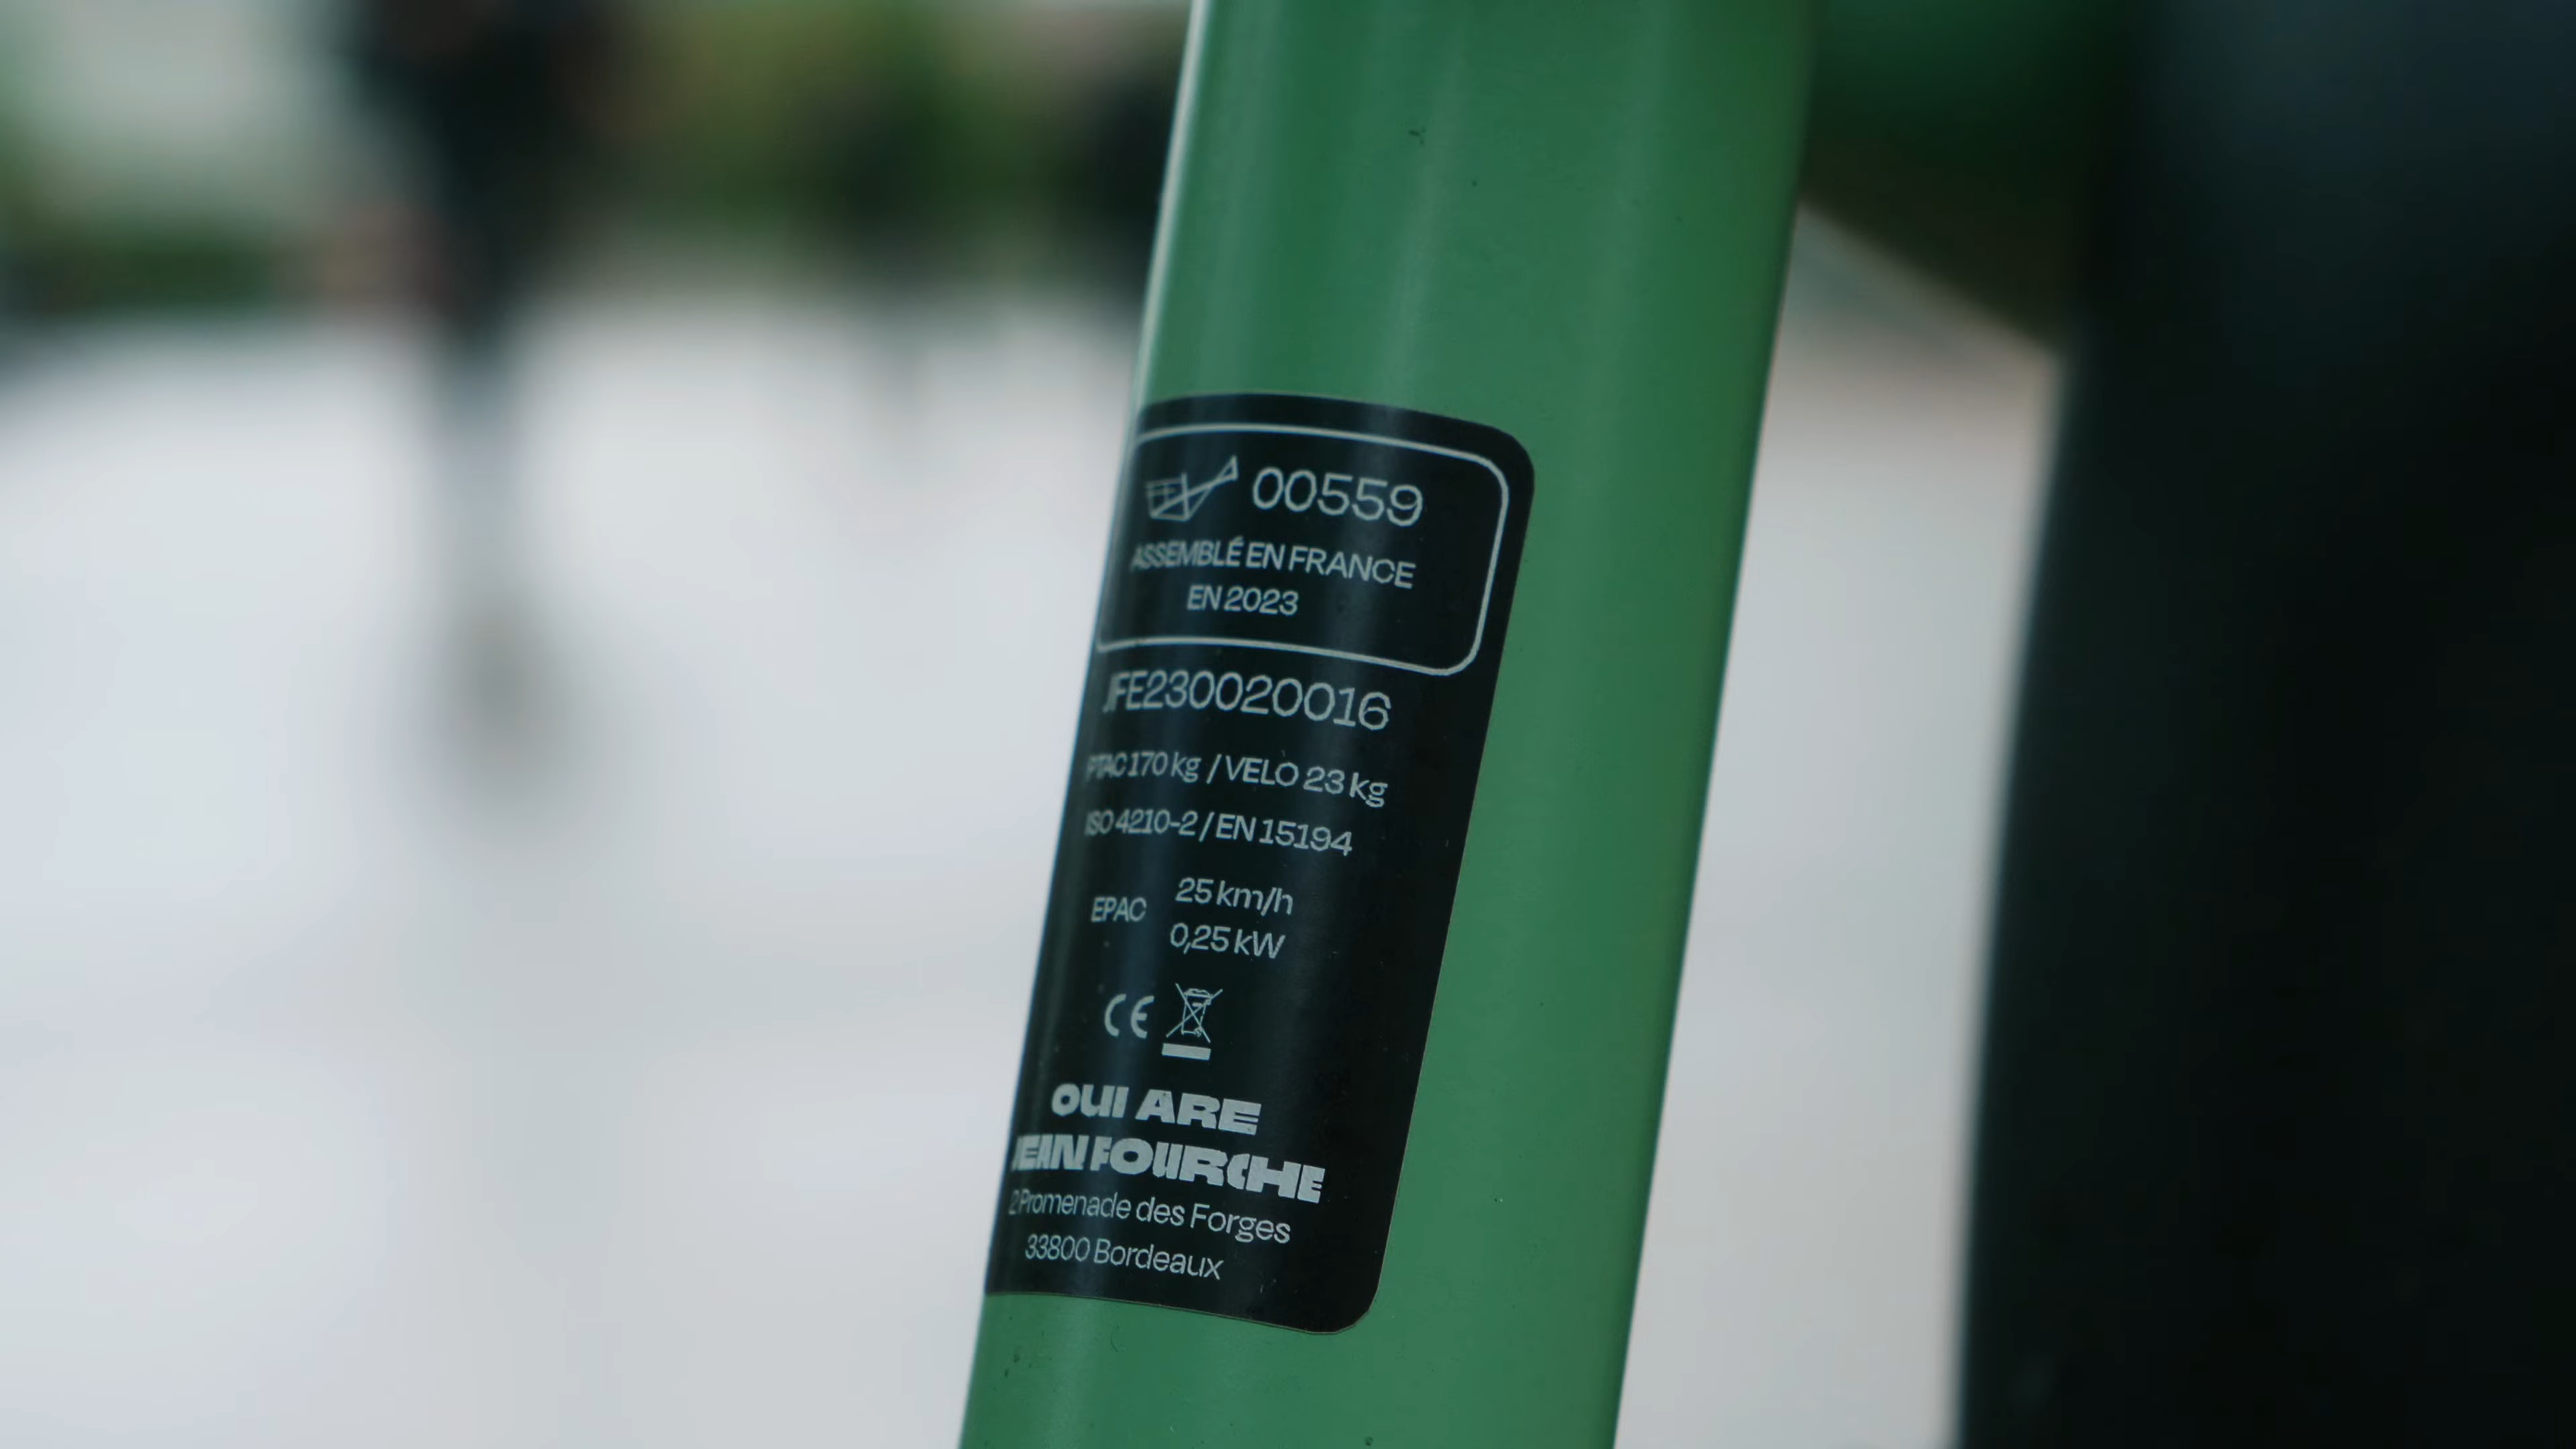 00559
ASSEMBLÉ EN FRANCE
EN 2023
JFE230020016
PTAC 170 kg / VELO 23 kg
ISO 4210-2 / EN 15194
EPAC 25 km/h
0,25 kW
CE
OUI ARE
JEAN FOURCHE
2 Promenade des Forges
33800 Bordeaux